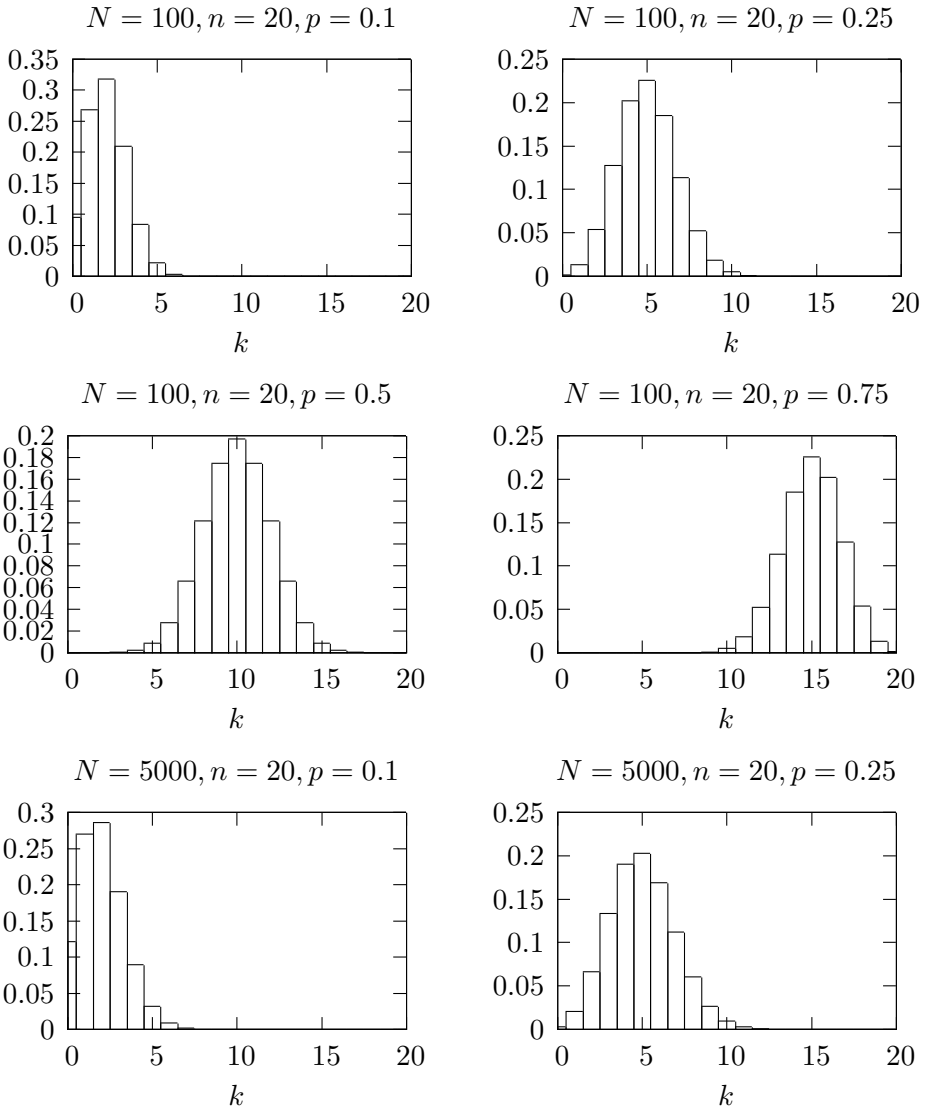 N = 100, n = 20, p = 0.1
0.35
0.3
0.25
0.2
0.15
0.1
0.05
0
0 5 10 15 20
k
N = 100, n = 20, p = 0.25
0.25
0.2
0.15
0.1
0.05
0
0 5 10 15 20
k
N = 100, n = 20, p = 0.5
0.2
0.18
0.16
0.14
0.12
0.1
0.08
0.06
0.04
0.02
0
0 5 10 15 20
k
N = 100, n = 20, p = 0.75
0.25
0.2
0.15
0.1
0.05
0
0 5 10 15 20
k
N = 5000, n = 20, p = 0.1
0.3
0.25
0.2
0.15
0.1
0.05
0
0 5 10 15 20
k
N = 5000, n = 20, p = 0.25
0.25
0.2
0.15
0.1
0.05
0
0 5 10 15 20
k